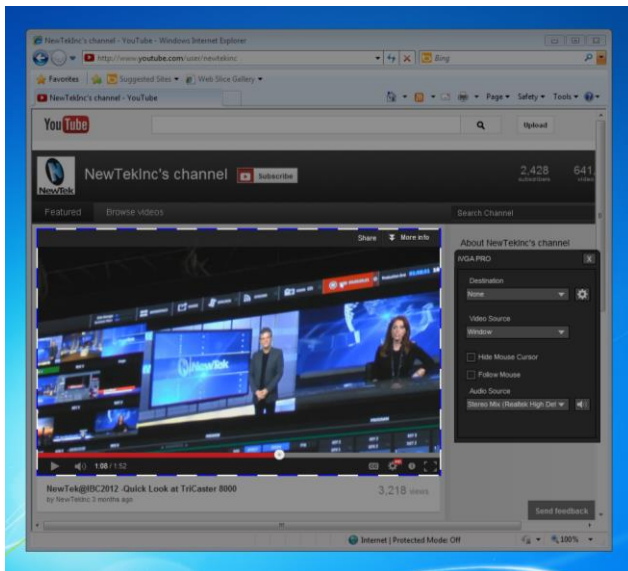 NewTekInc's channel - YouTube - Windows Internet Explorer
http://www.youtube.com/user/newtekinc
Bing
Favorites Suggested Sites Web Slice Gallery
NewTekInc's channel - YouTube
Page Safety Tools
YouTube
Upload
NewTek
NewTekInc's channel
Subscribe
2,428
subscribers
641,
Featured
Browse videos
Search Channel
Share
More info
NewTek
1:08 / 1:52
NewTek@IBC2012 -Quick Look at TriCaster 8000
by NewTekInc 3 months ago
3,218 views
About NewTekInc's channel
iVGA PRO
X
Destination
None
Video Source
Window
Hide Mouse Cursor
Follow Mouse
Audio Source
Stereo Mix (Realtek High Def
Send feedback
Internet | Protected Mode: Off
100%